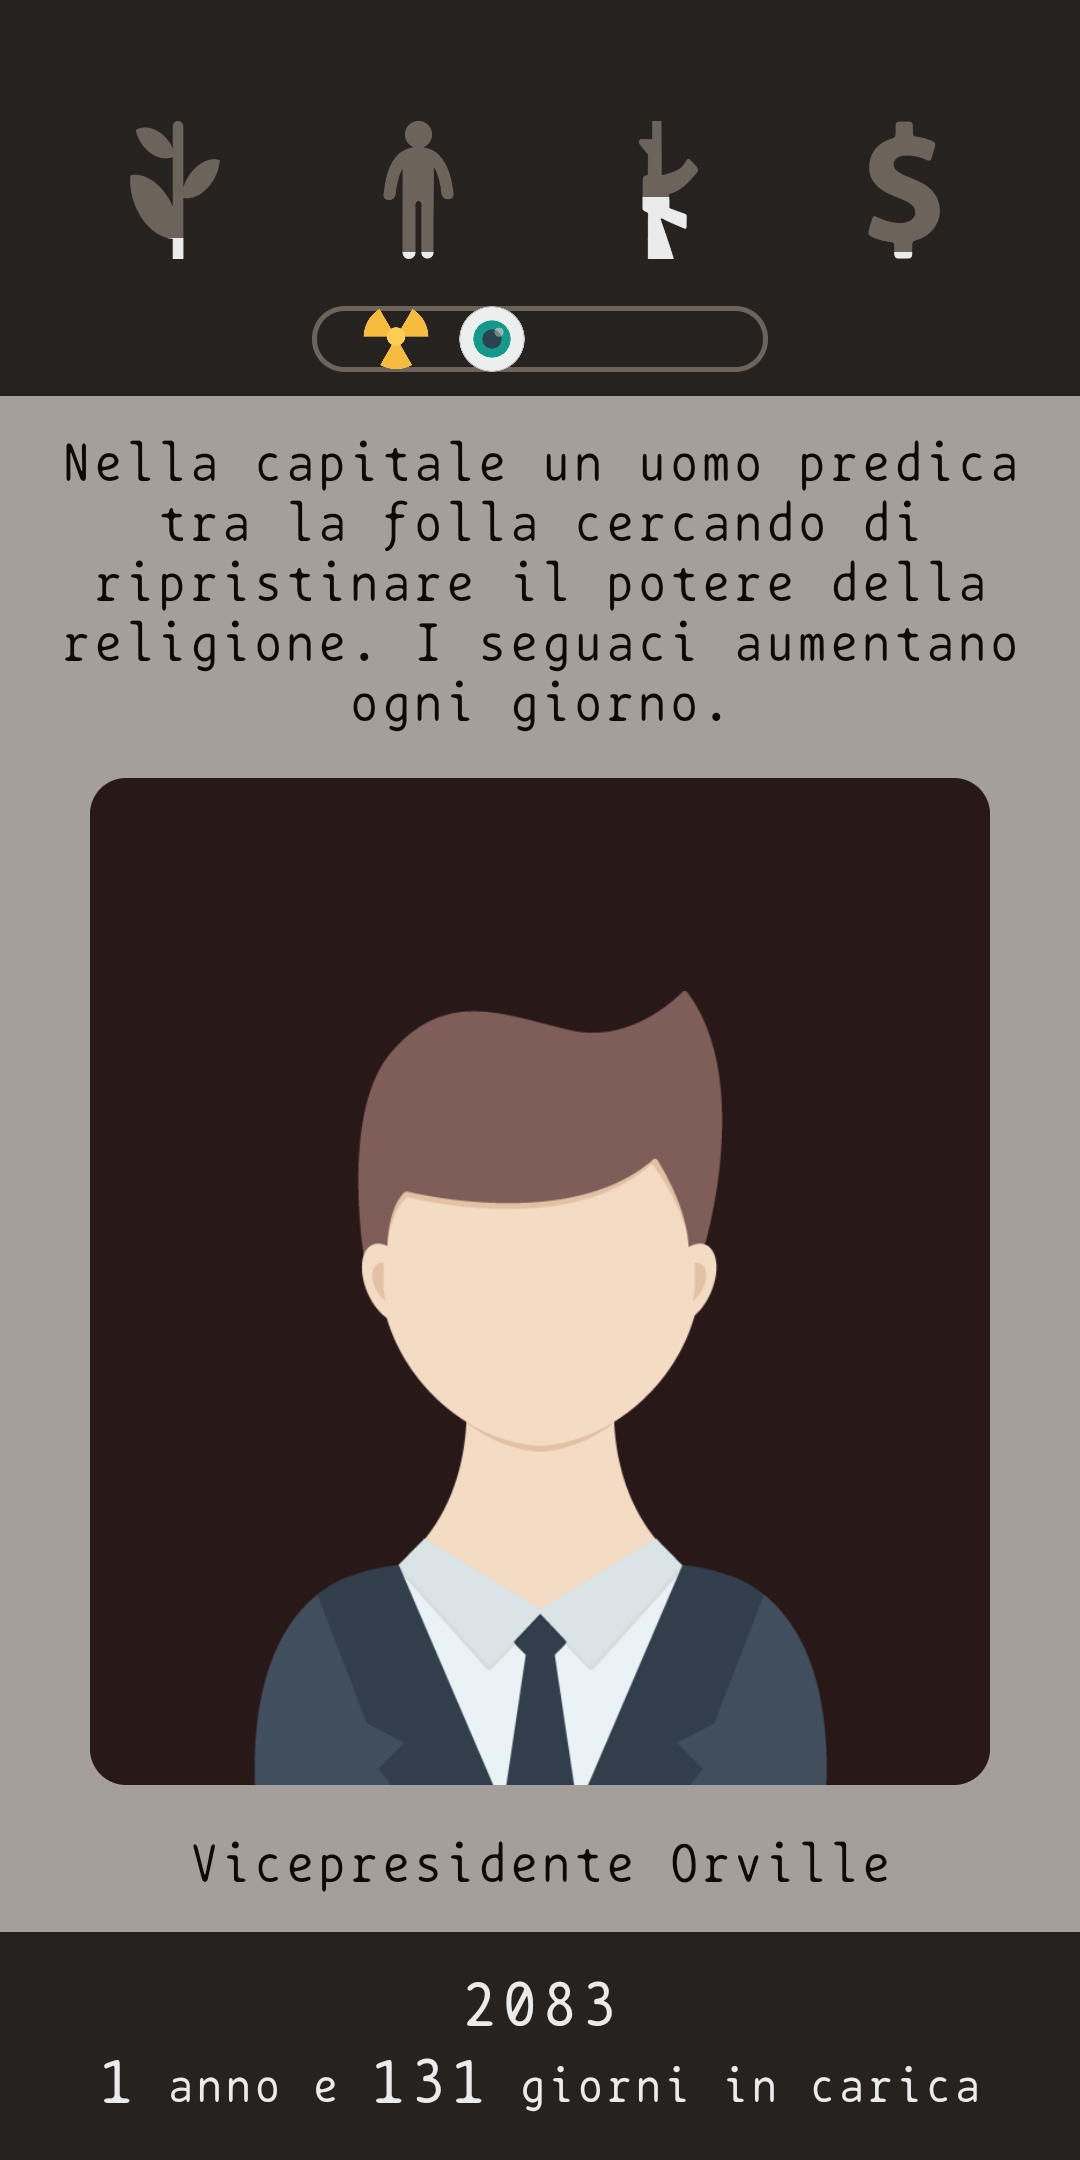 Nella capitale un uomo predica
tra la folla cercando di
ripristinare il potere della
religione. I seguaci aumentano
ogni giorno.
Vicepresidente Orville
2083
1 anno e 131 giorni in carica